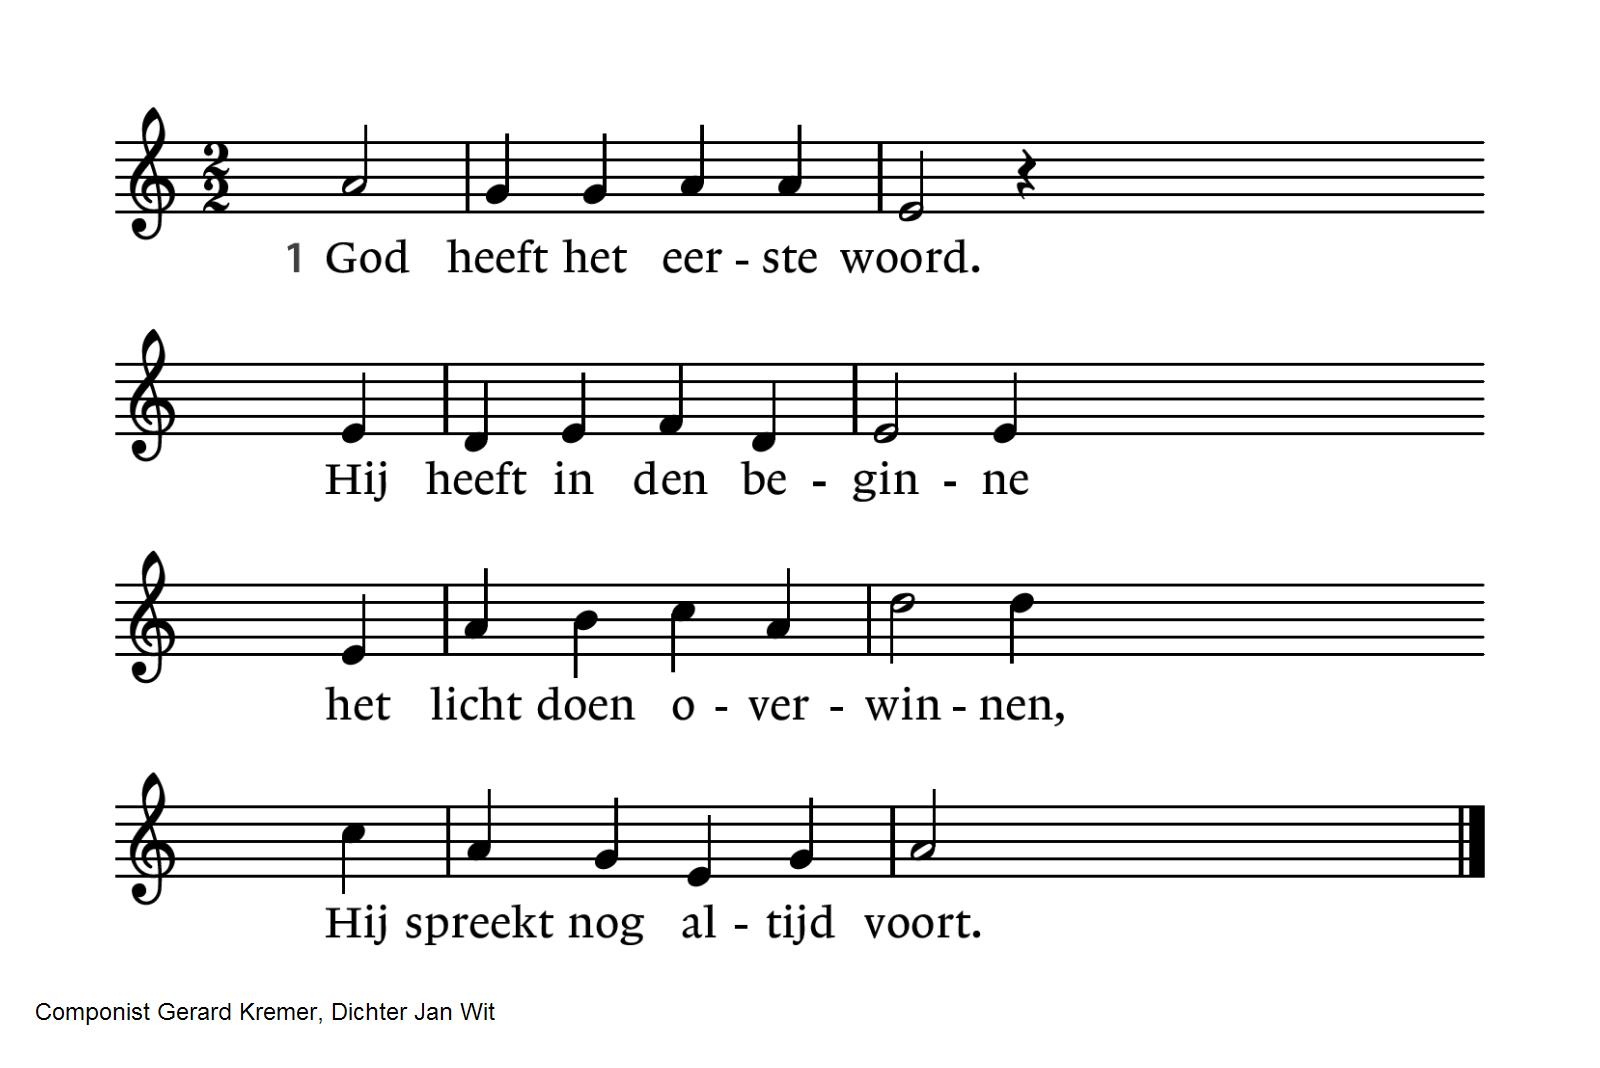 1 God heeft het eer - ste woord.
Hij heeft in den be - gin - ne
het licht doen o - ver - win - nen,
Hij spreekt nog al - tijd voort.
Componist Gerard Kremer, Dichter Jan Wit